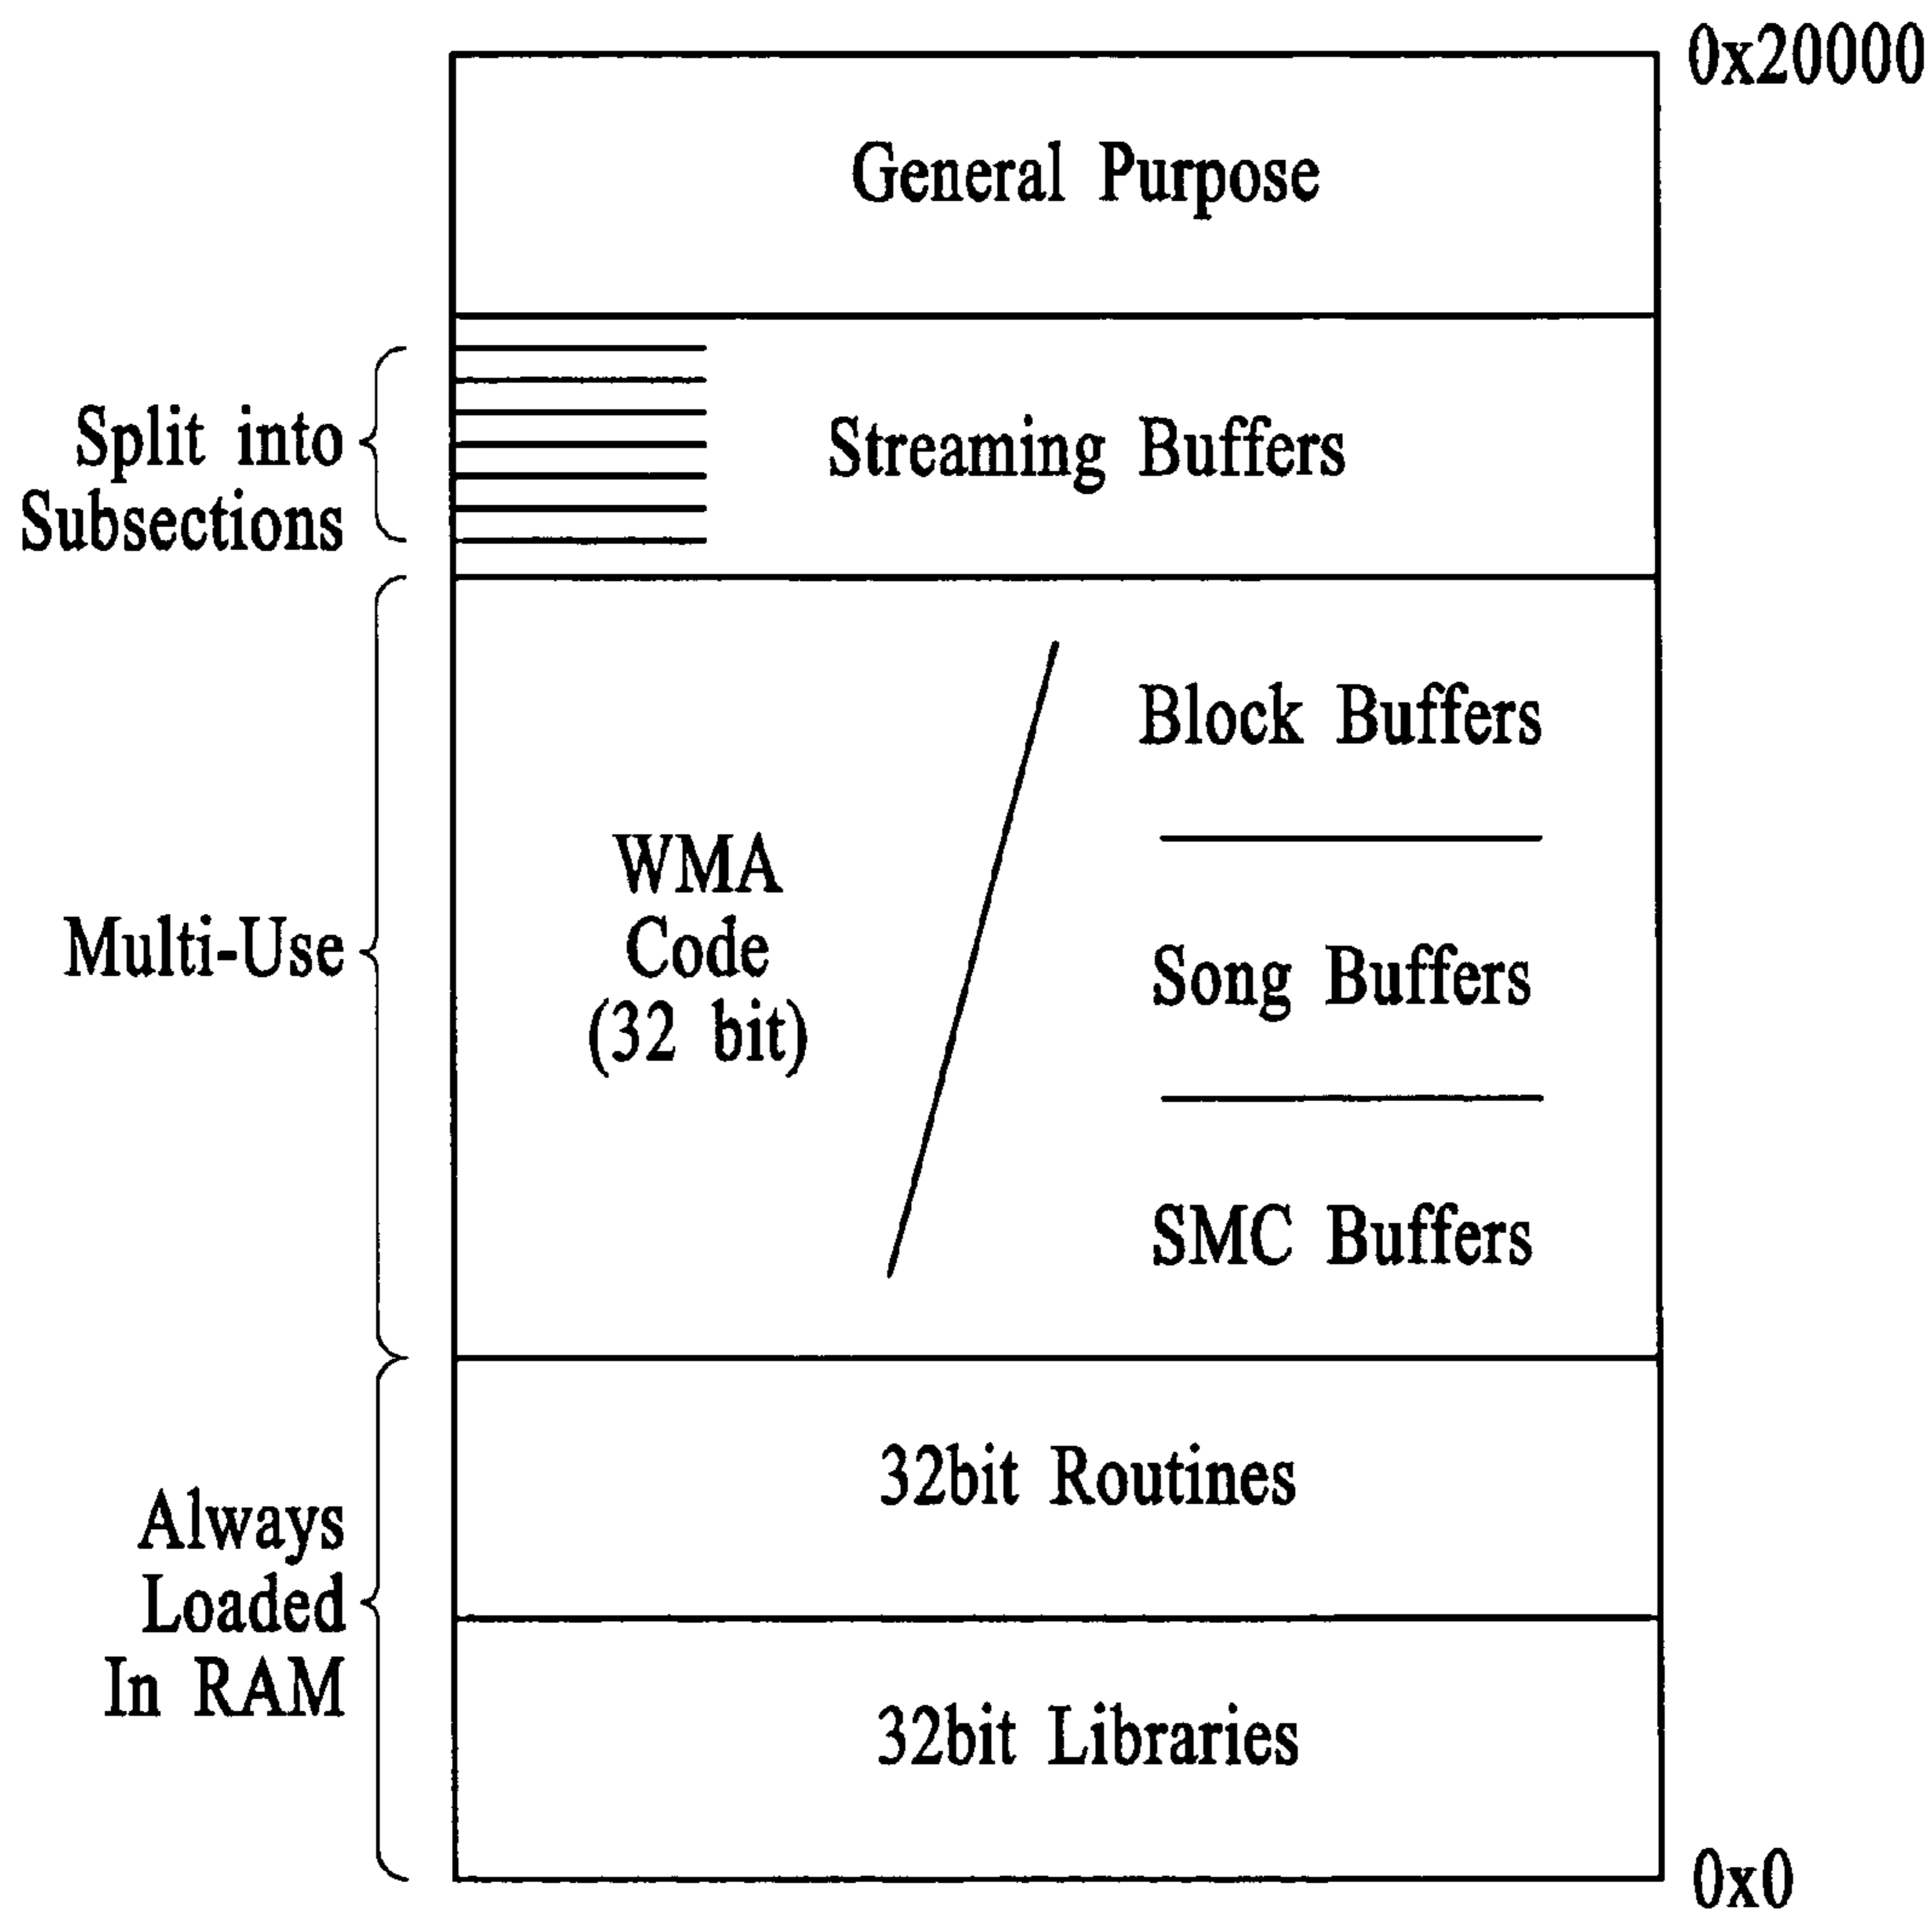 0x20000
General Purpose
Split into
Subsections
Streaming Buffers
Multi-Use
WMA
Code
(32 bit)
Block Buffers
Song Buffers
SMC Buffers
Always
Loaded
In RAM
32bit Routines
32bit Libraries
0x0